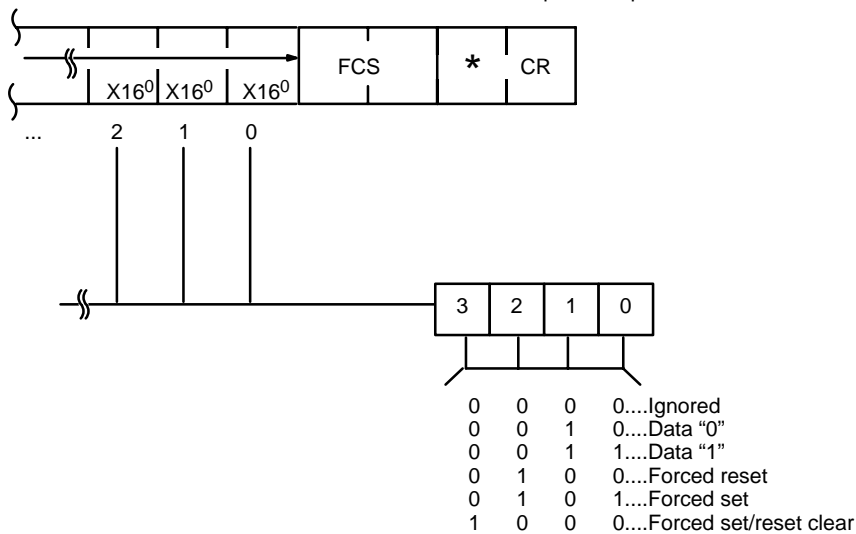 FCS * CR
X16⁰ X16⁰ X16⁰
... 2 1 0
3 2 1 0
0 0 0 0....Ignored
0 0 1 0....Data “0”
0 0 1 1....Data “1”
0 1 0 0....Forced reset
0 1 0 1....Forced set
1 0 0 0....Forced set/reset clear